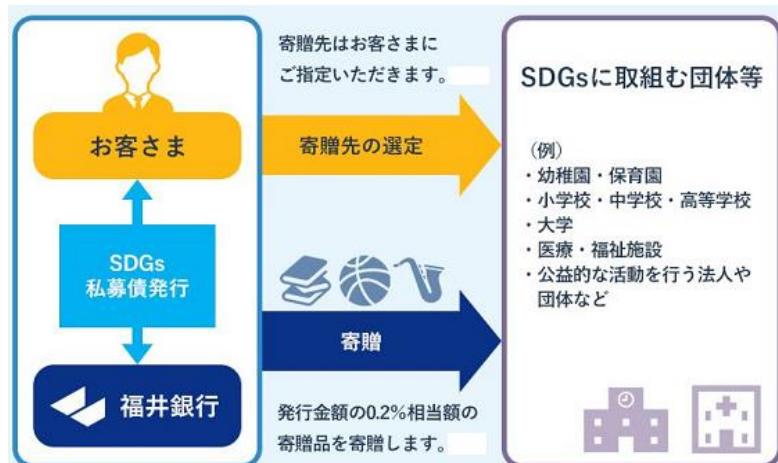 お客さま
SDGs
私募債発行
福井銀行
寄贈先はお客さまに
ご指定いただきます。
寄贈先の選定
寄贈
発行金額の0.2%相当額の
寄贈品を寄贈します。
SDGsに取組む団体等
（例）
・幼稚園・保育園
・小学校・中学校・高等学校
・大学
・医療・福祉施設
・公益的な活動を行う法人や
団体など